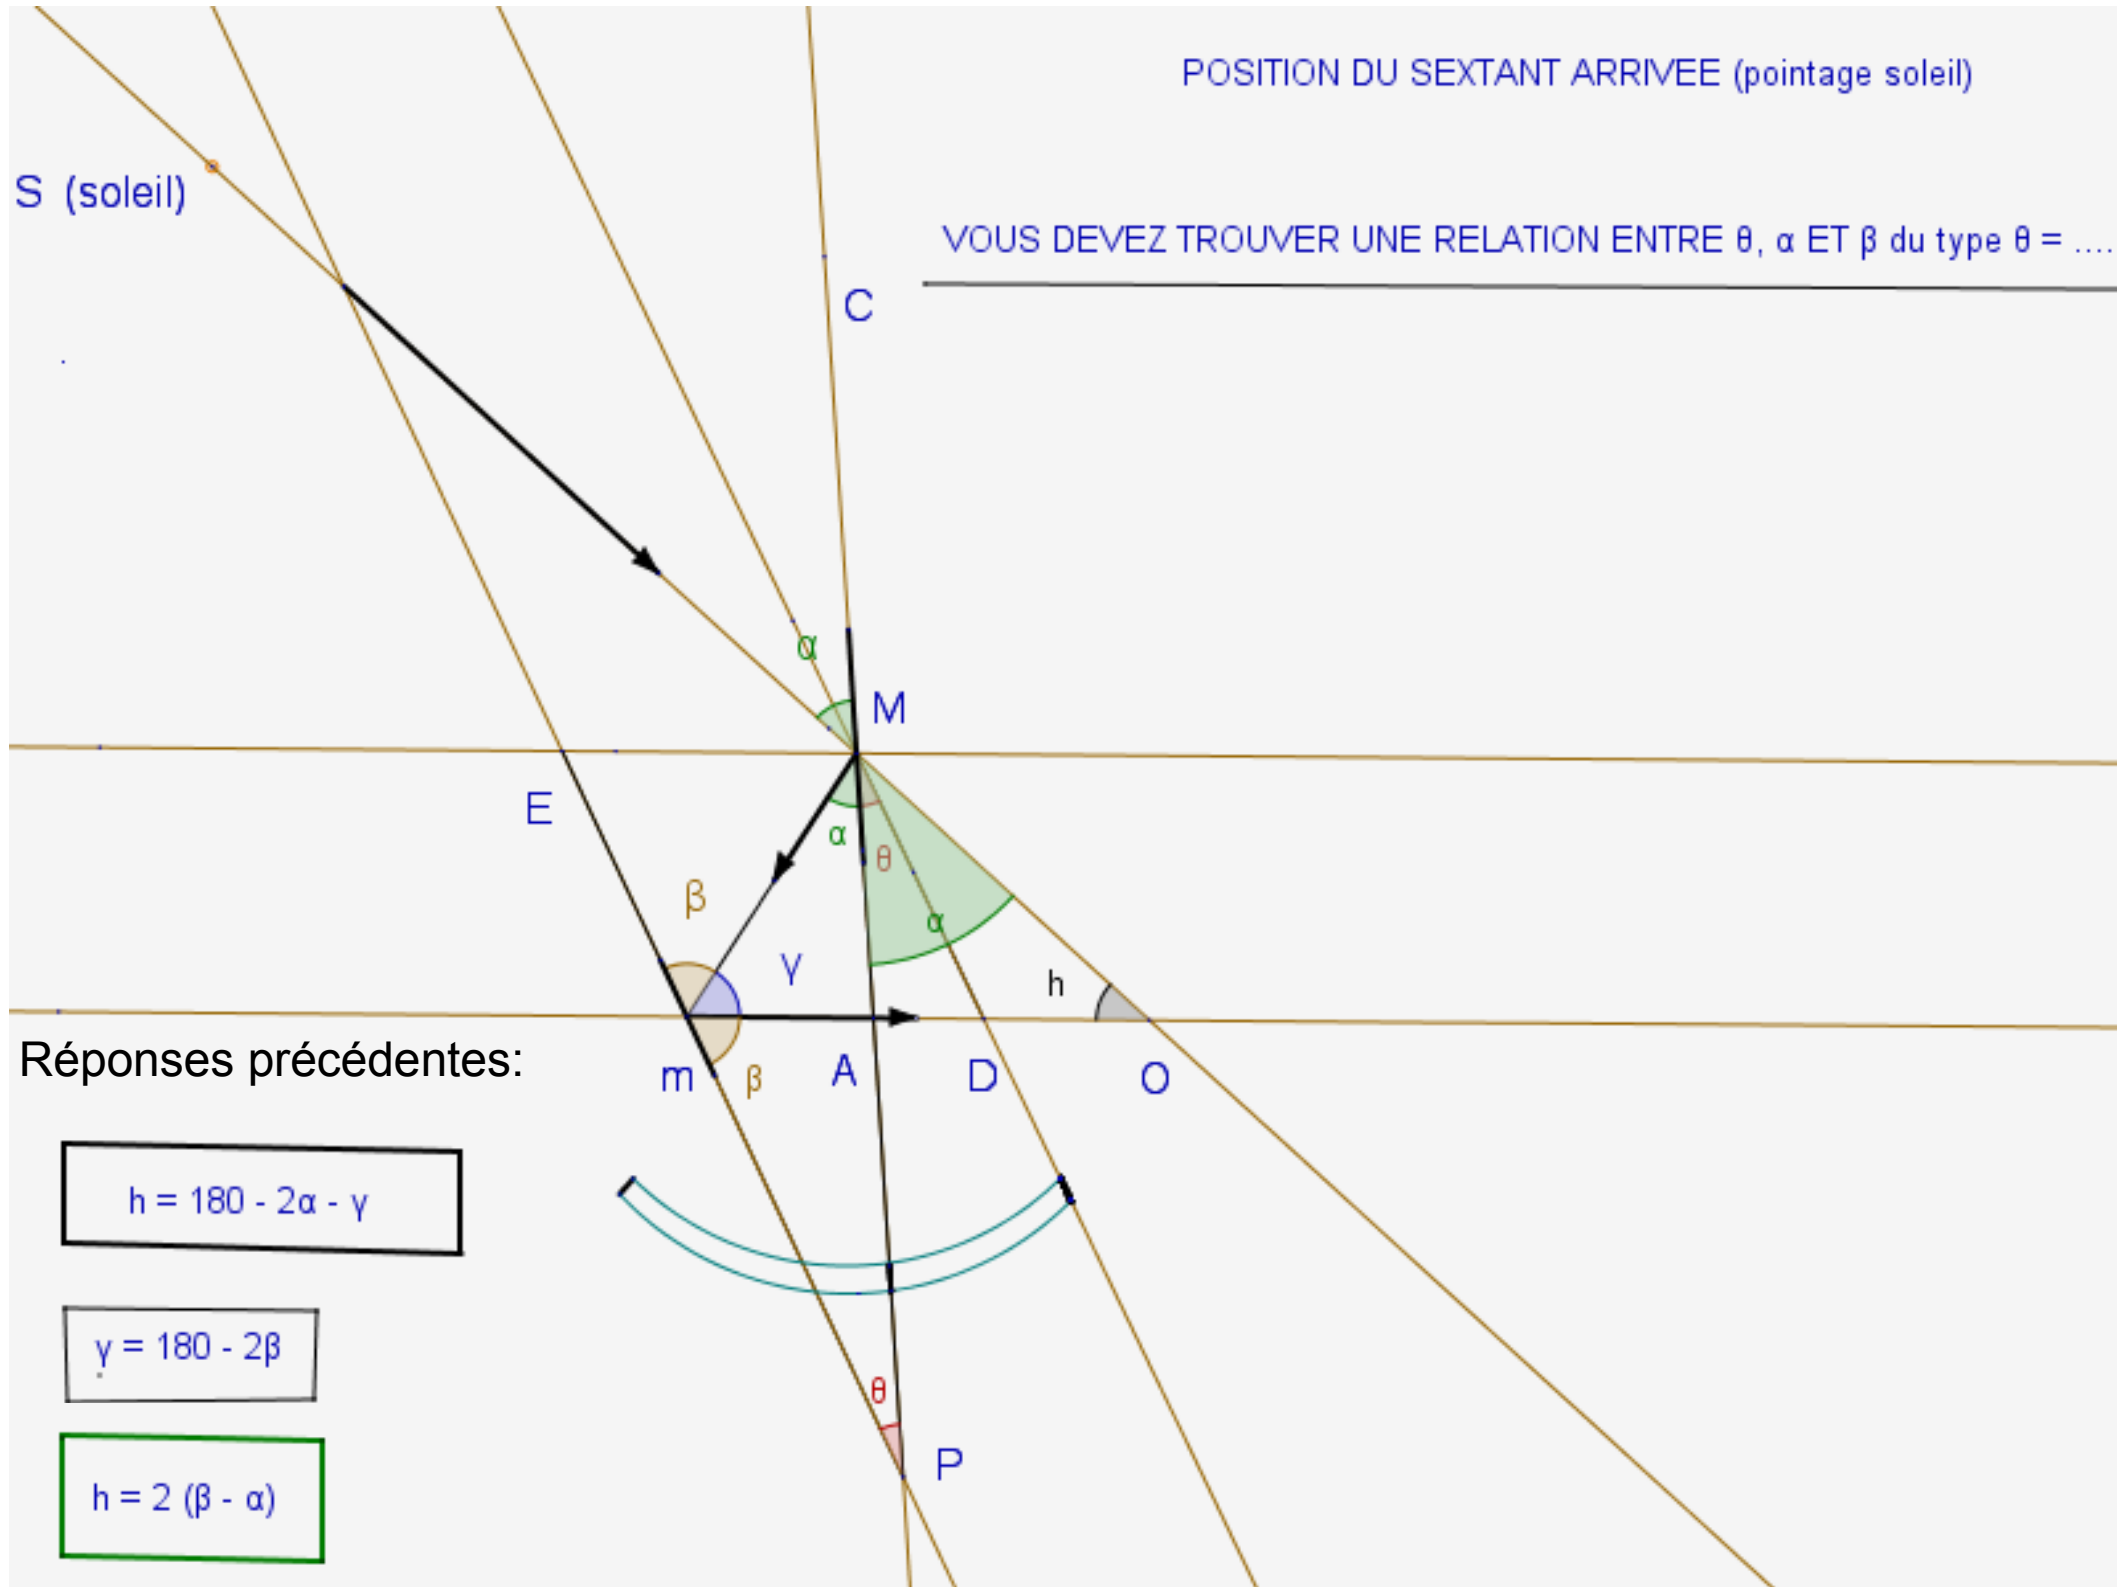 POSITION DU SEXTANT ARRIVEE (pointage soleil)
S (soleil)
VOUS DEVEZ TROUVER UNE RELATION ENTRE θ, α ET β du type θ = ....
C
α
M
E
α
θ
β
α
γ
h
Réponses précédentes:
m
β
A
D
O
h = 180 - 2α - γ
γ = 180 - 2β
θ
P
h = 2 (β - α)